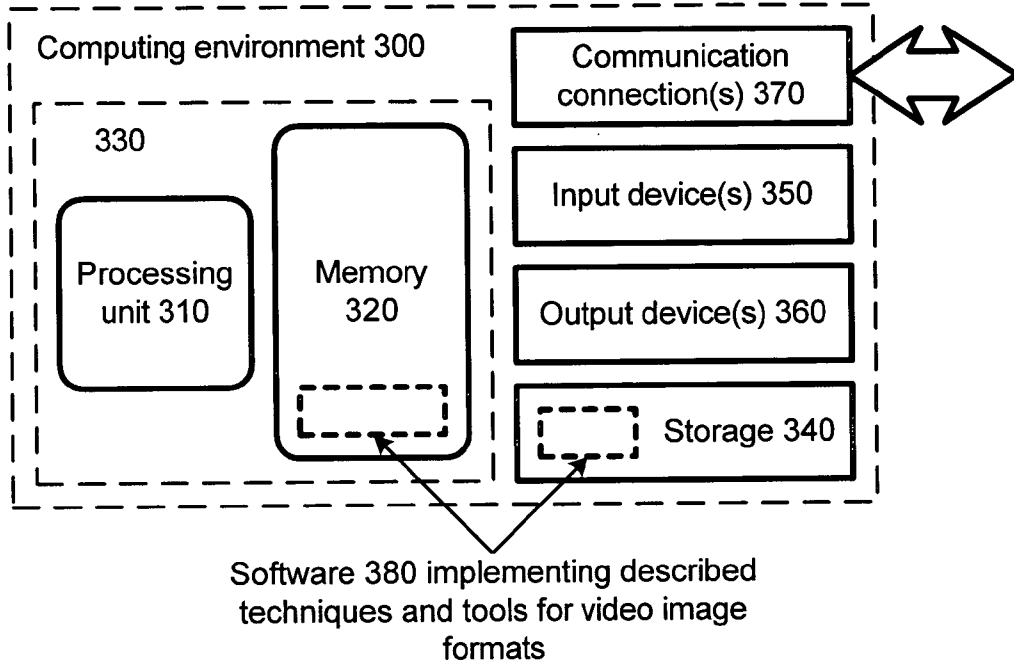 Computing environment 300
330
Processing
unit 310
Memory
320
Communication
connection(s) 370
Input device(s) 350
Output device(s) 360
Storage 340
Software 380 implementing described
techniques and tools for video image
formats